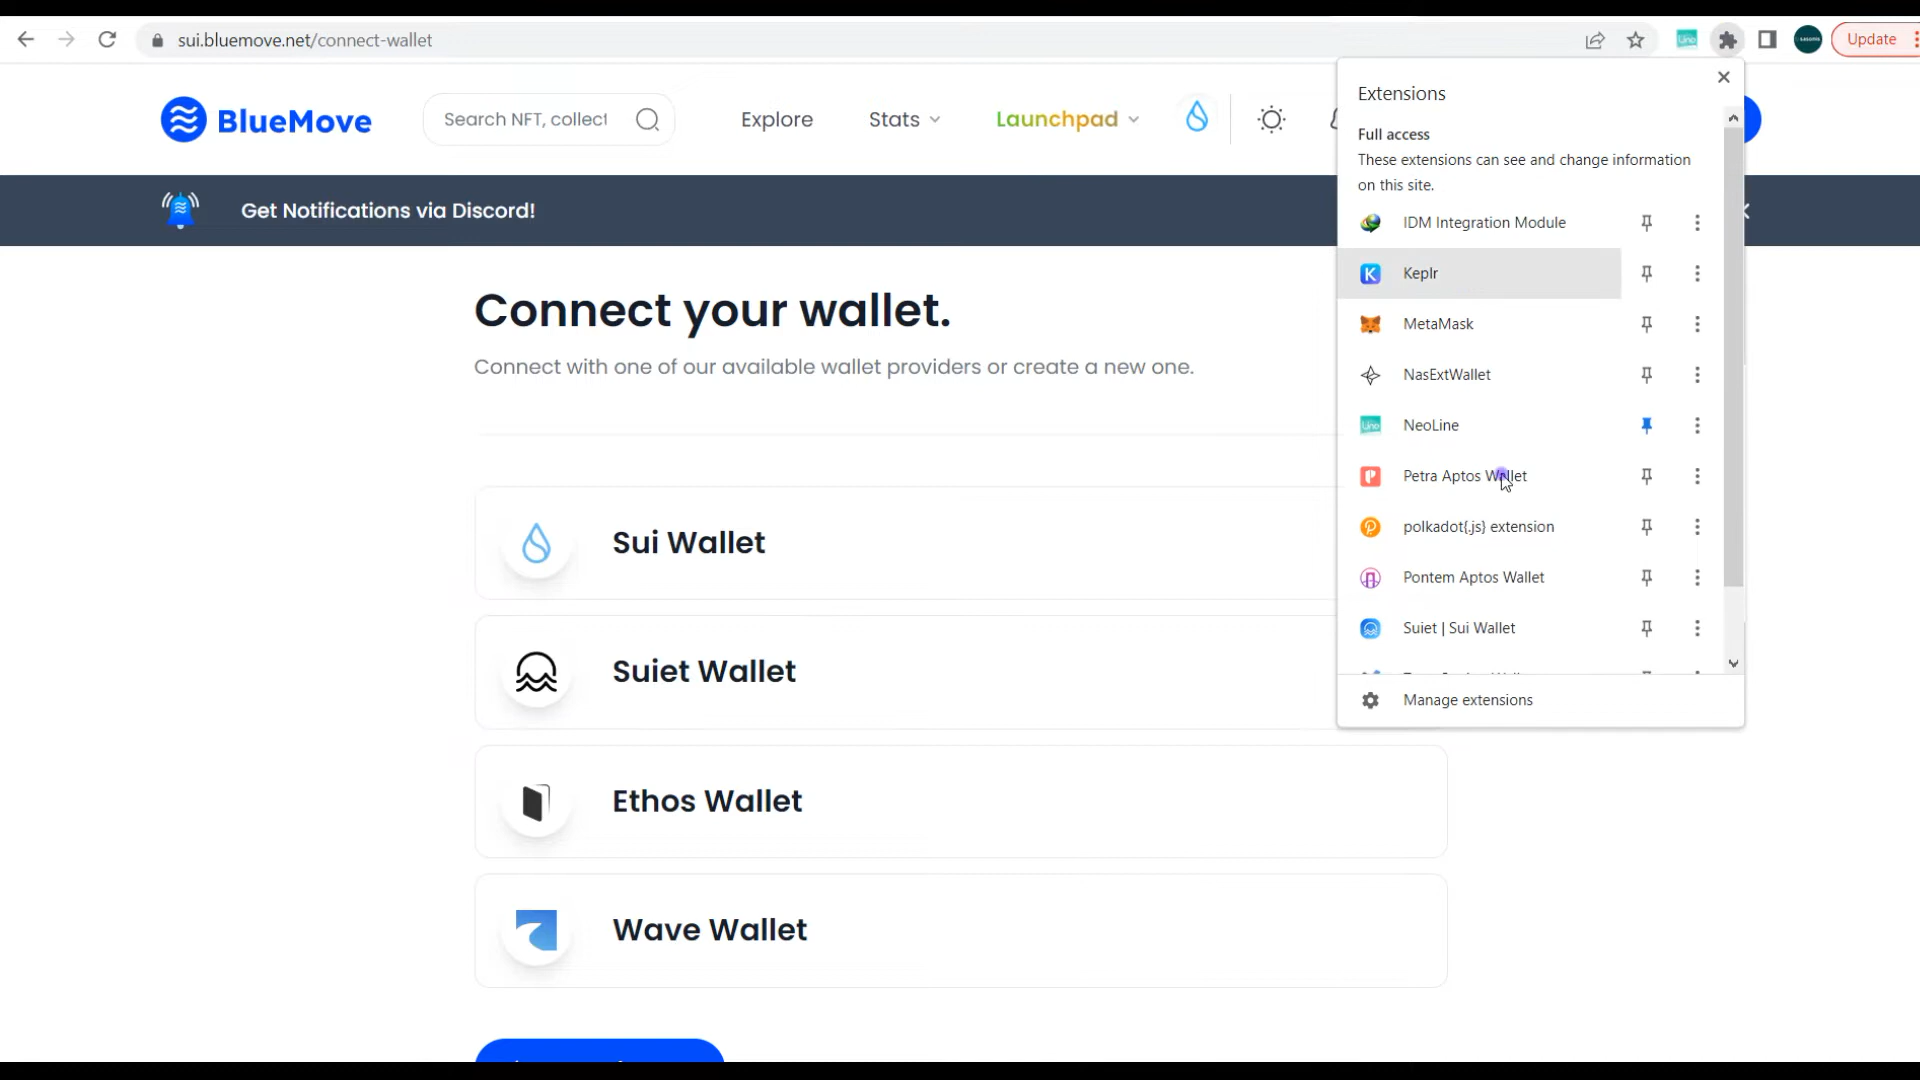 sui.bluemove.net/connect-wallet
Update
BlueMove
Search NFT, collect
Explore
Stats
Launchpad
Get Notifications via Discord!
Connect your wallet.
Connect with one of our available wallet providers or create a new one.
Sui Wallet
Suiet Wallet
Ethos Wallet
Wave Wallet
Extensions
Full access
These extensions can see and change information
on this site.
IDM Integration Module
Keplr
MetaMask
NasExtWallet
NeoLine
Petra Aptos Wallet
polkadot{.js} extension
Pontem Aptos Wallet
Suiet | Sui Wallet
Manage extensions